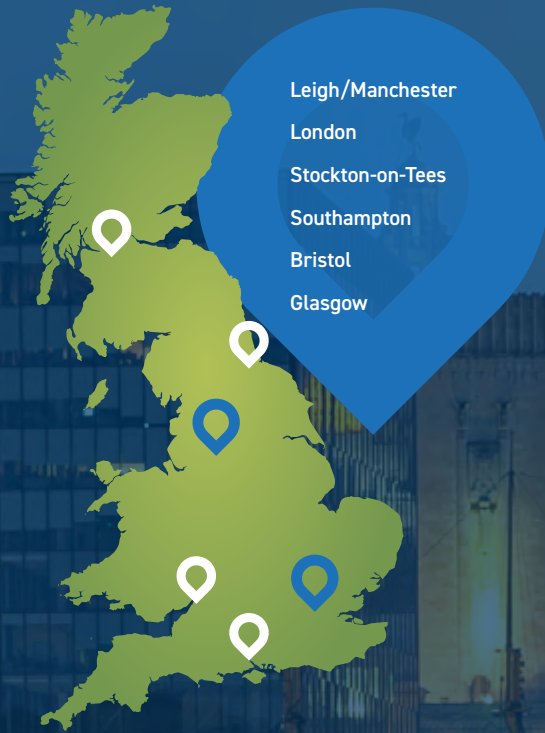 Leigh/Manchester
London
Stockton-on-Tees
Southampton
Bristol
Glasgow